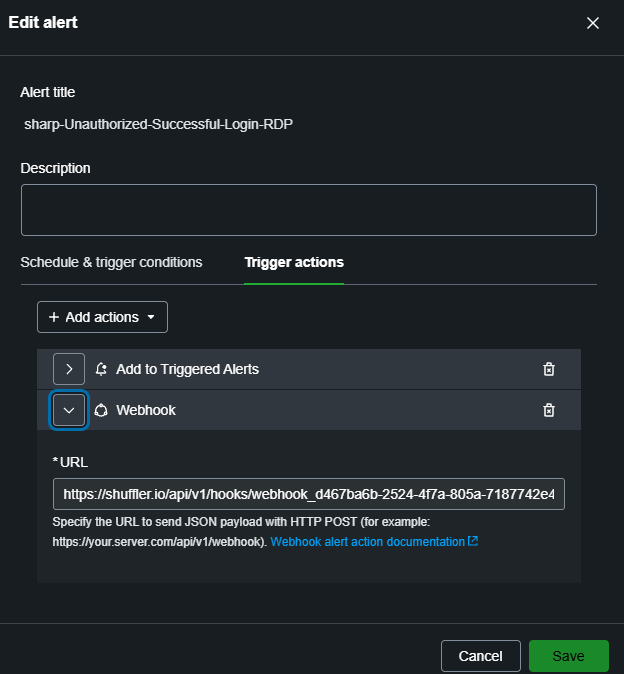 Edit alert
Alert title
sharp-Unauthorized-Successful-Login-RDP
Description
Schedule & trigger conditions
Trigger actions
+ Add actions
Add to Triggered Alerts
Webhook
*URL
https://shuffler.io/api/v1/hooks/webhook_d467ba6b-2524-4f7a-805a-7187742e4
Specify the URL to send JSON payload with HTTP POST (for example:
https://your.server.com/api/v1/webhook). Webhook alert action documentation
Cancel
Save